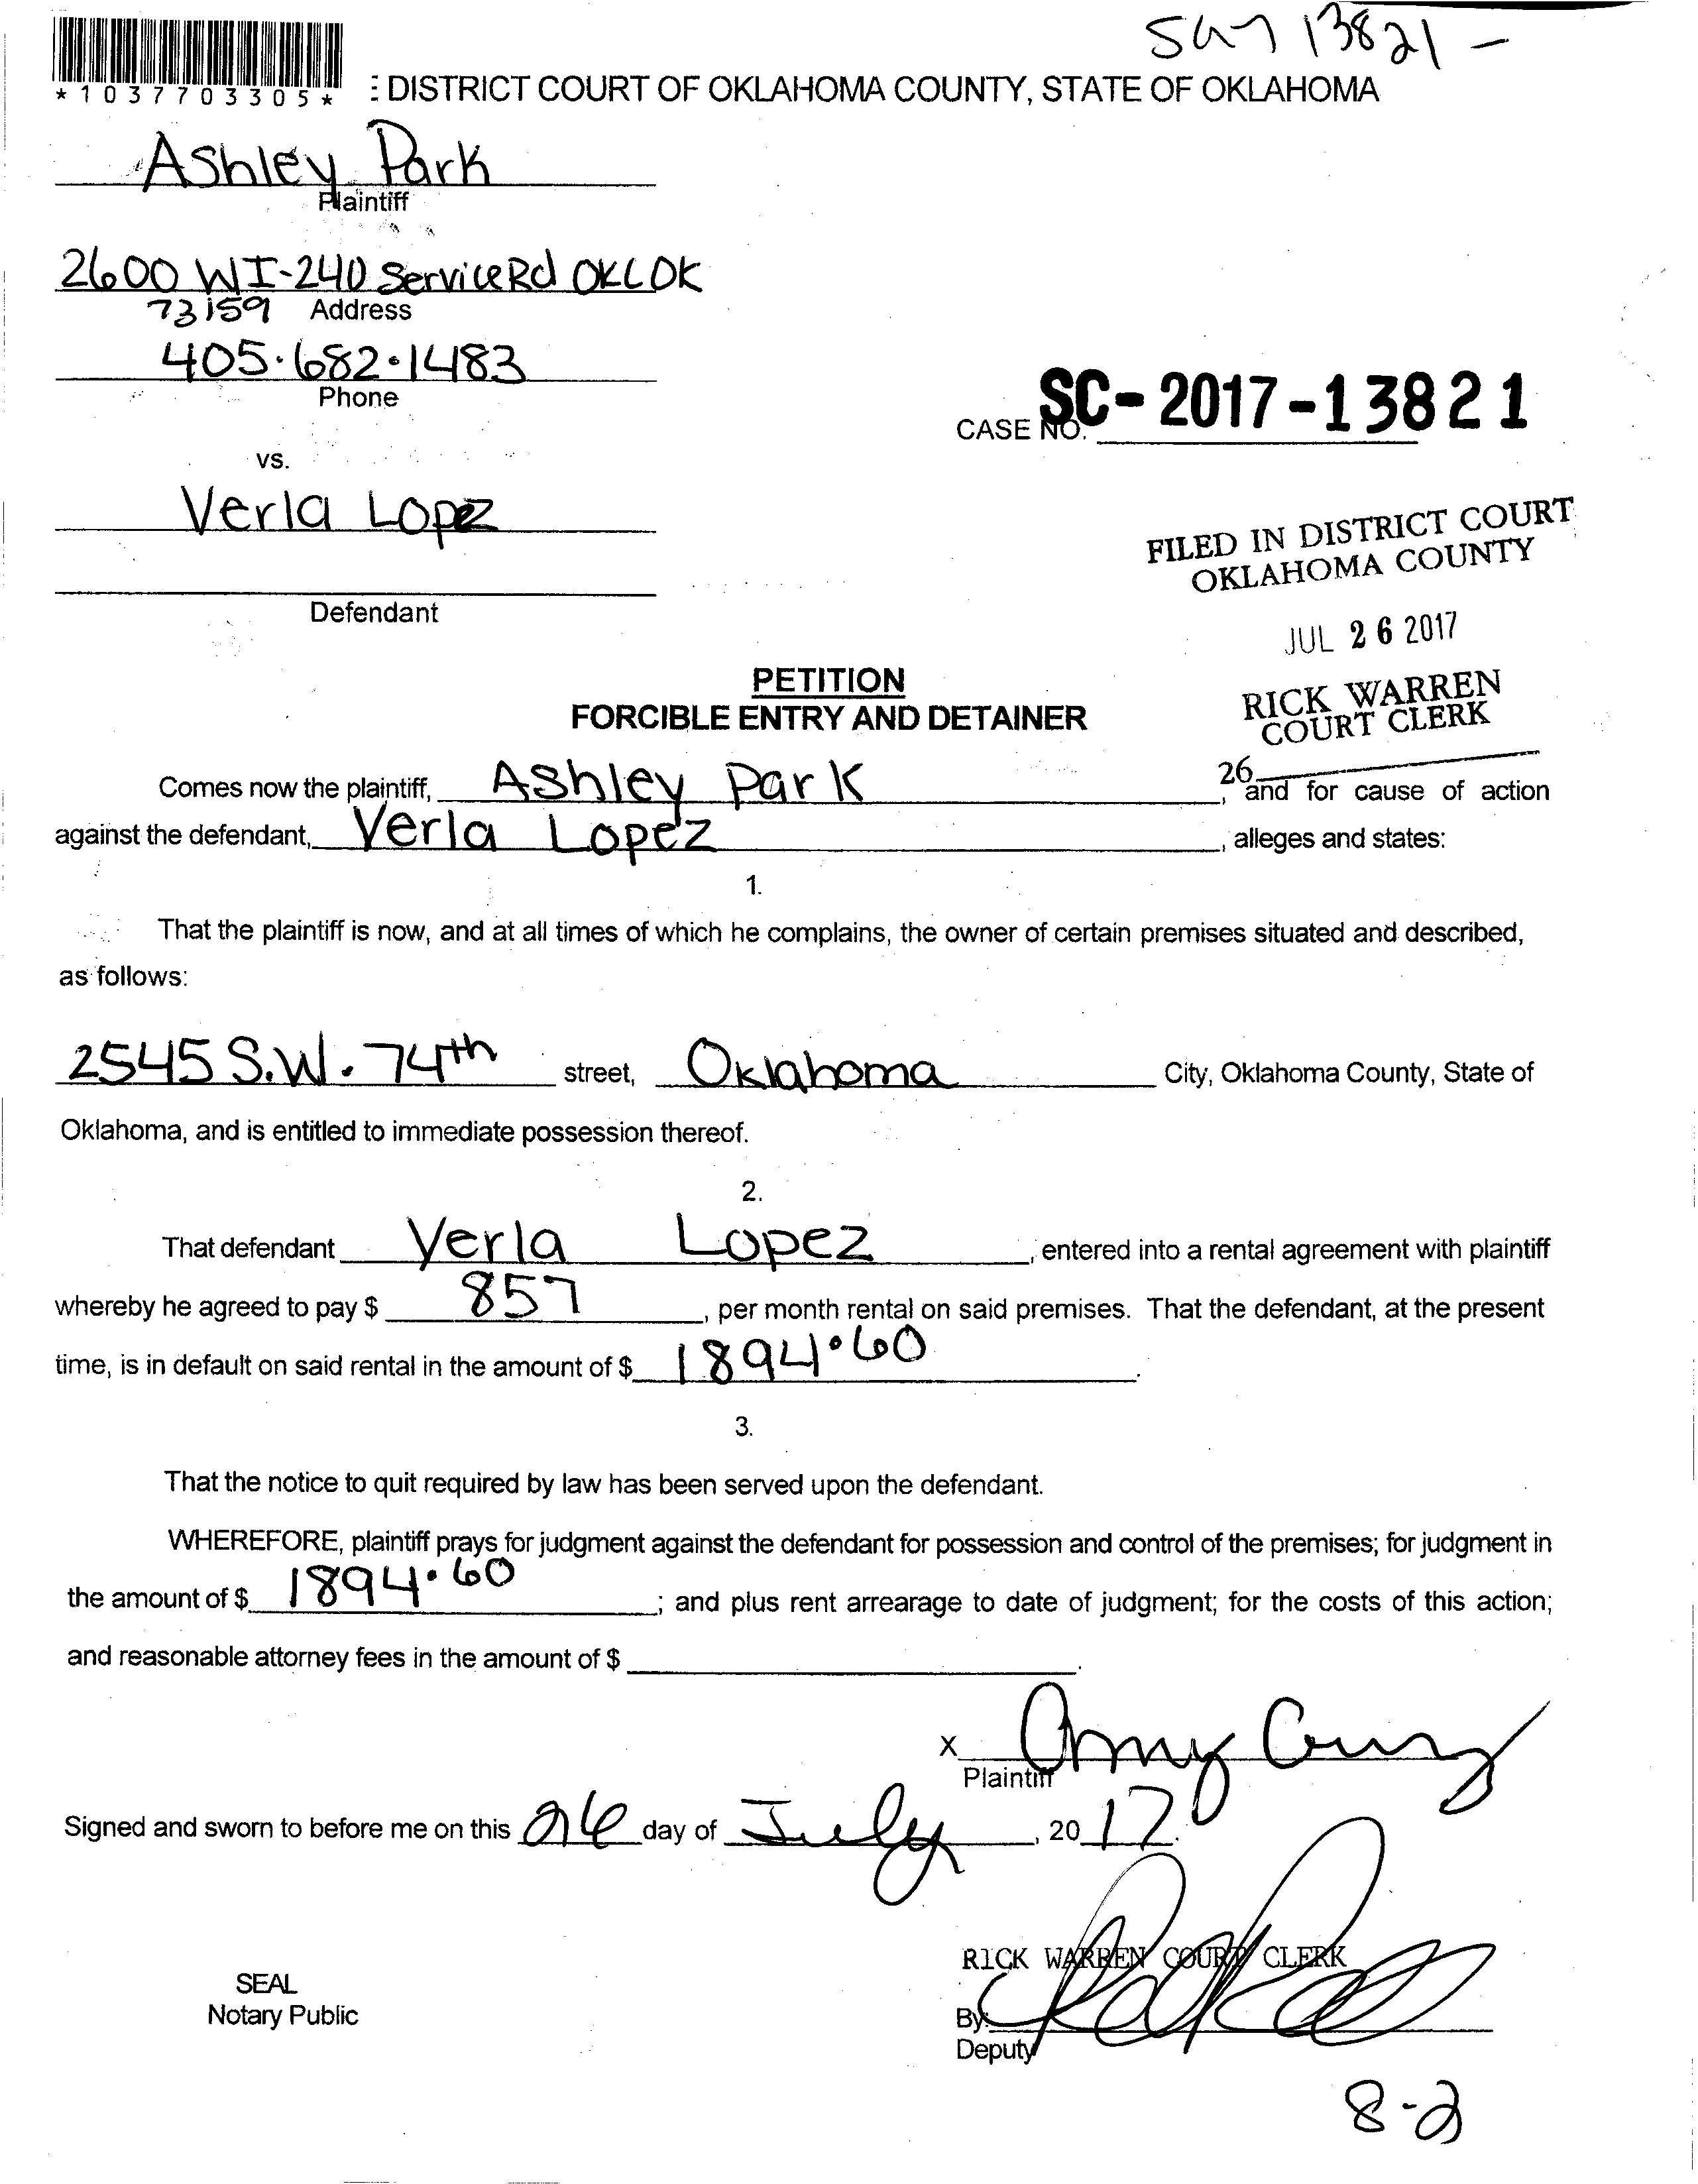 13821 -
*1037703305*
: DISTRICT COURT OF OKLAHOMA COUNTY, STATE OF OKLAHOMA
Ashley Park
Plaintiff
2600 WI-240 Service Rd OKC OK
73159 Address
405.682.1483
Phone
CASE NO. SC-2017-13821
vs.
Verla Lopez
FILED IN DISTRICT COURT
OKLAHOMA COUNTY
Defendant
JUL 26 2017
PETITION
FORCIBLE ENTRY AND DETAINER
RICK WARREN
COURT CLERK
26
Comes now the plaintiff, Ashley Park, and for cause of action
against the defendant, Verla Lopez, alleges and states:
1.
That the plaintiff is now, and at all times of which he complains, the owner of certain premises situated and described,
as follows:
2545 S.W. 74th street, Oklahoma City, Oklahoma County, State of
Oklahoma, and is entitled to immediate possession thereof.
2.
That defendant Verla Lopez, entered into a rental agreement with plaintiff
whereby he agreed to pay $ 857, per month rental on said premises. That the defendant, at the present
time, is in default on said rental in the amount of $ 1894.60.
3.
That the notice to quit required by law has been served upon the defendant.
WHEREFORE, plaintiff prays for judgment against the defendant for possession and control of the premises; for judgment in
the amount of $ 1894.60; and plus rent arrearage to date of judgment; for the costs of this action;
and reasonable attorney fees in the amount of $ .
X Amy
Plaintiff
Signed and sworn to before me on this 26 day of July, 2017.
RICK WARREN COURT CLERK
SEAL
Notary Public
By:
Deputy
8-2